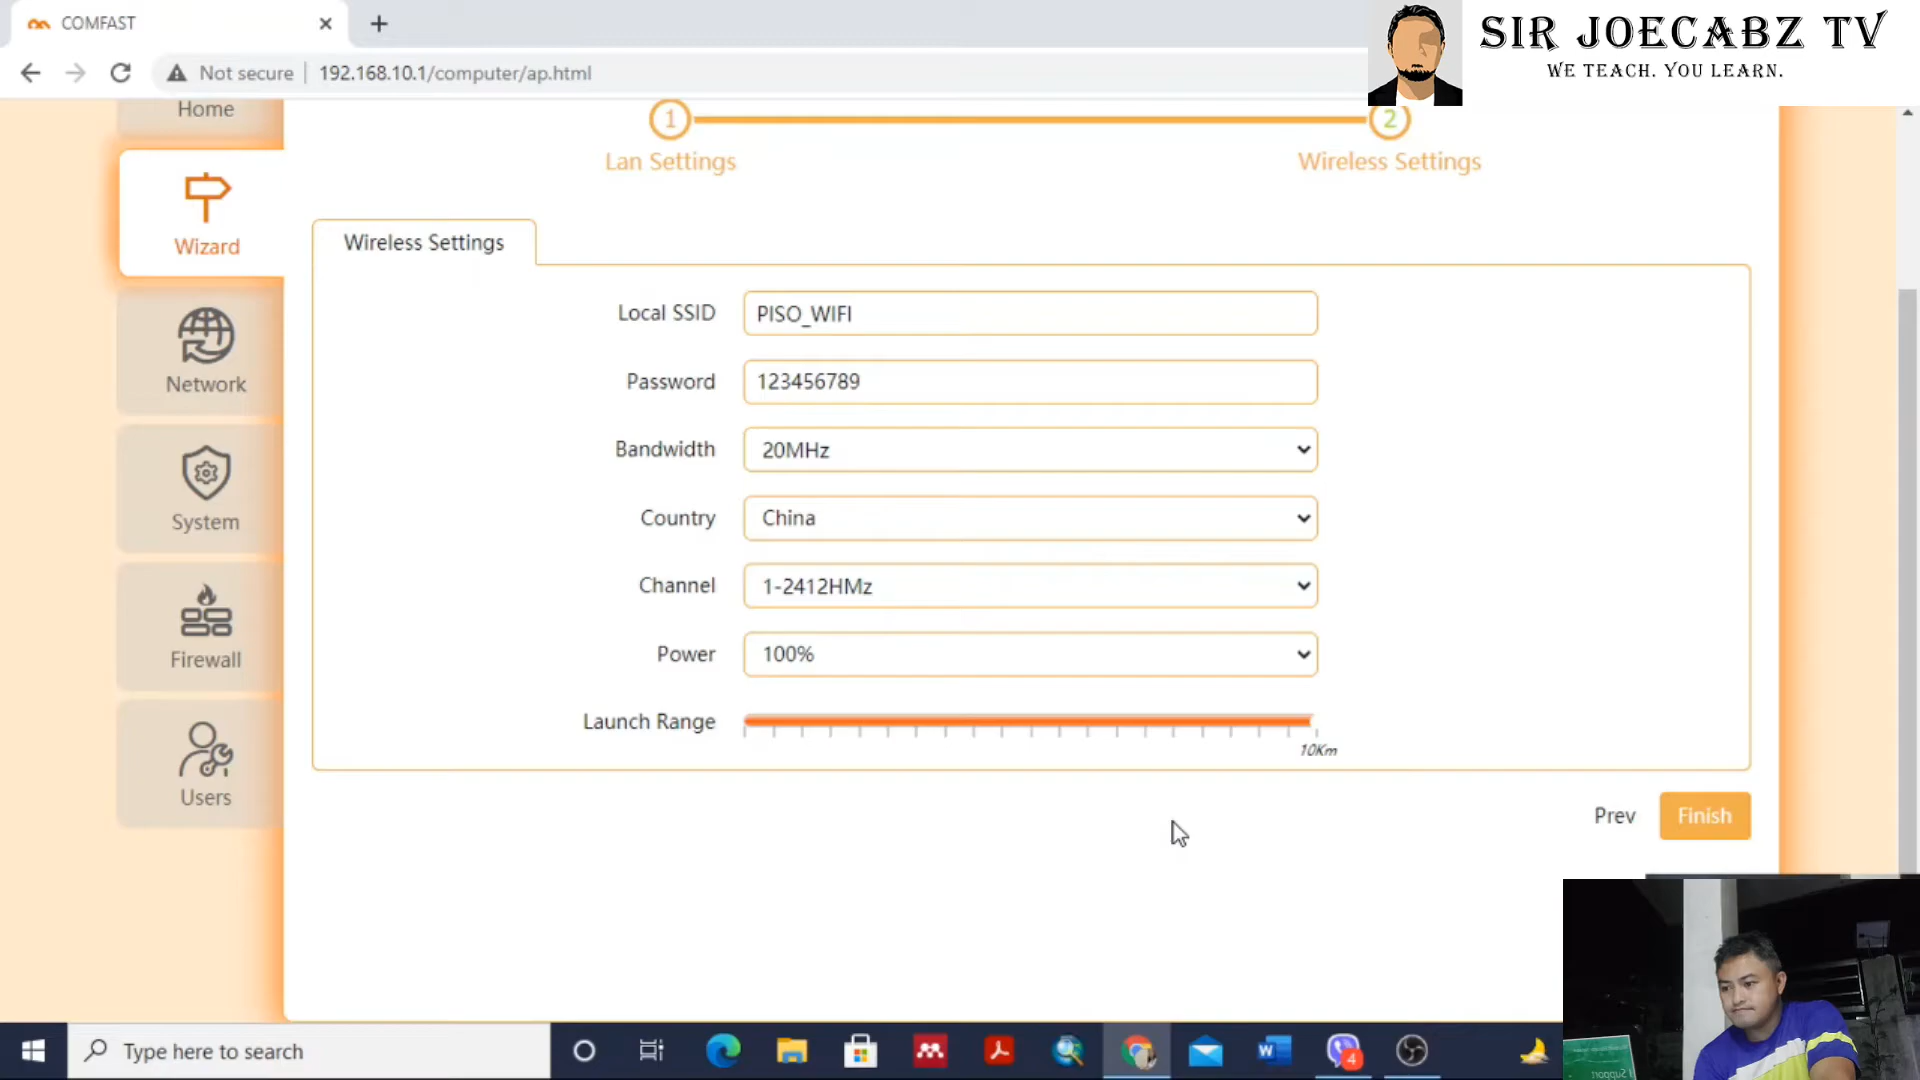 COMFAST
SIR JOECABZ TV
WE TEACH. YOU LEARN.
Not secure
192.168.10.1/computer/ap.html
Home
1
2
Lan Settings
Wireless Settings
Wizard
Wireless Settings
Local SSID
PISO_WIFI
Password
123456789
Network
Bandwidth
20MHz
Country
China
System
Channel
1-2412HMz
Firewall
Power
100%
Launch Range
10Km
Users
Prev
Finish
Type here to search
W
4
Support